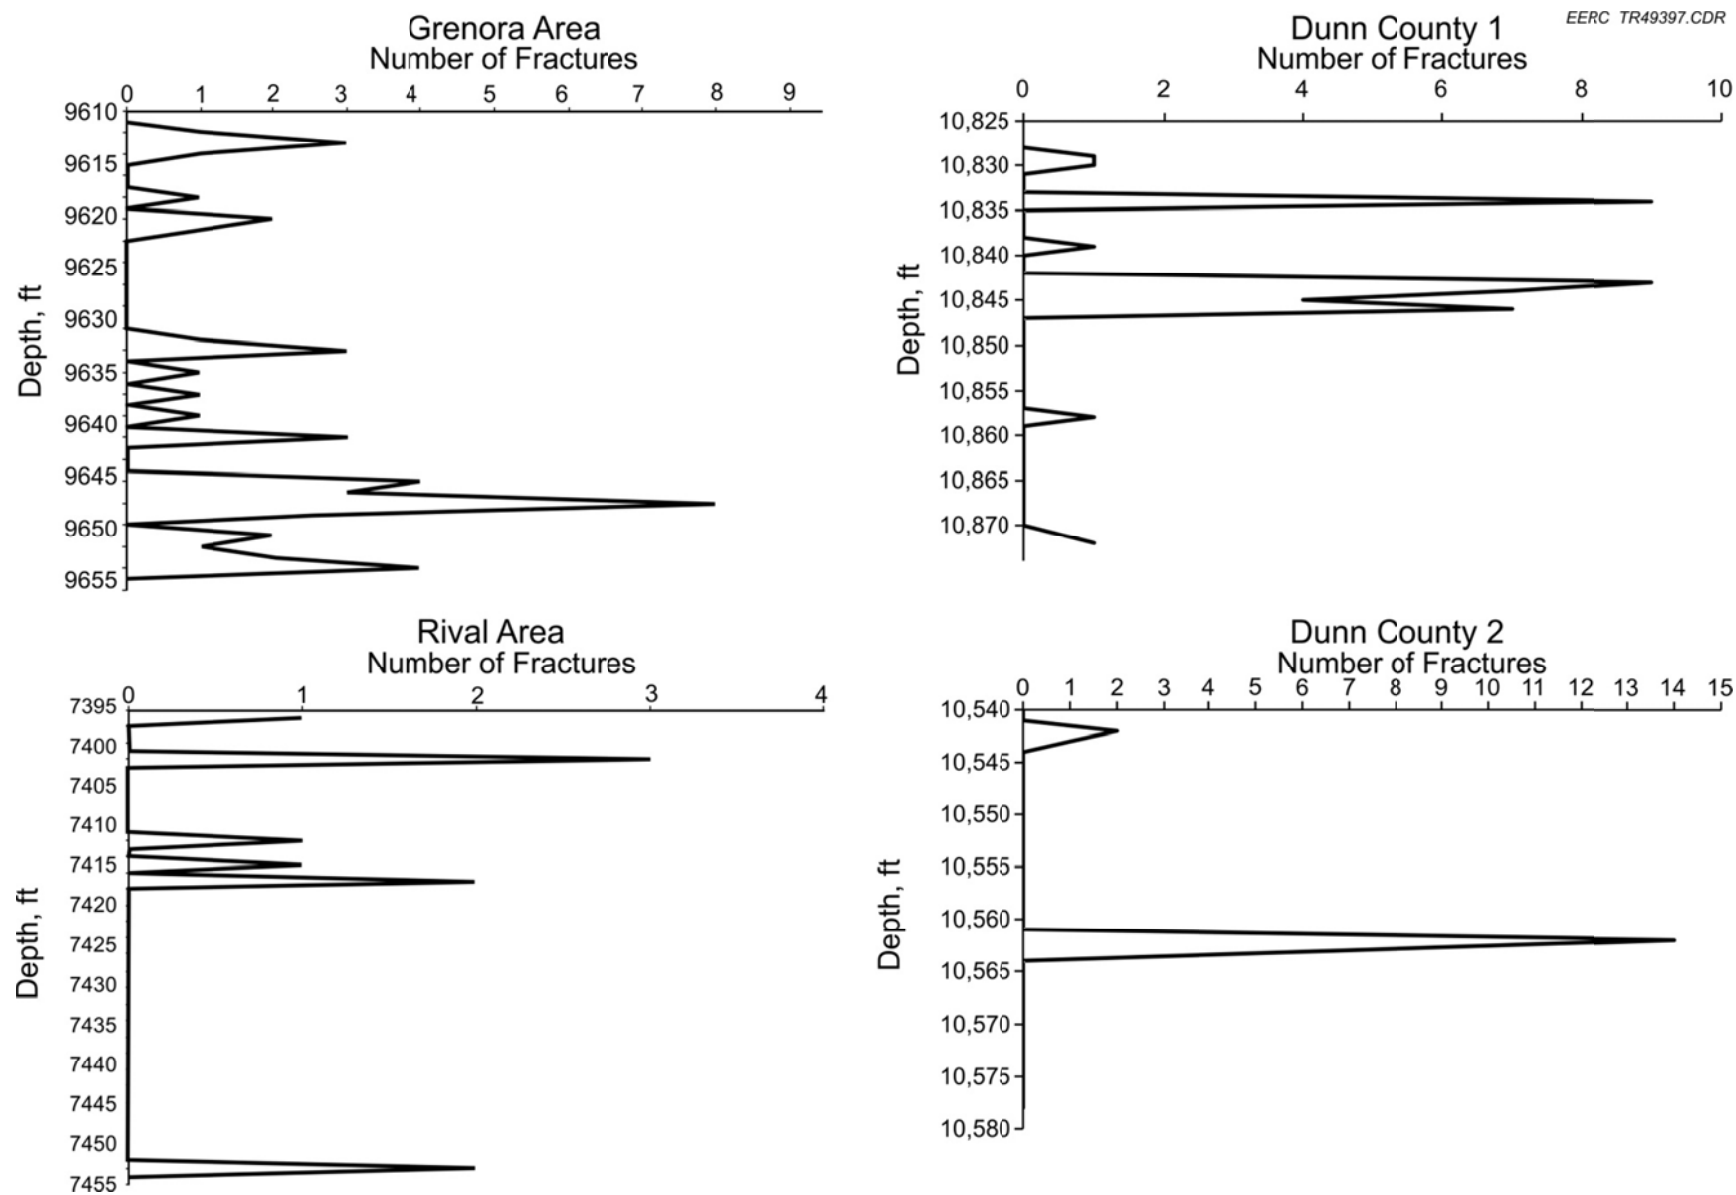 EERC TR49397.CDR
Grenora Area
Number of Fractures
0 1 2 3 4 5 6 7 8 9
9610
9615
9620
9625
9630
9635
9640
9645
9650
9655
Depth, ft
Dunn County 1
Number of Fractures
0 2 4 6 8 10
10,825
10,830
10,835
10,840
10,845
10,850
10,855
10,860
10,865
10,870
Depth, ft
Rival Area
Number of Fractures
0 1 2 3 4
7395
7400
7405
7410
7415
7420
7425
7430
7435
7440
7445
7450
7455
Depth, ft
Dunn County 2
Number of Fractures
0 1 2 3 4 5 6 7 8 9 10 11 12 13 14 15
10,540
10,545
10,550
10,555
10,560
10,565
10,570
10,575
10,580
Depth, ft